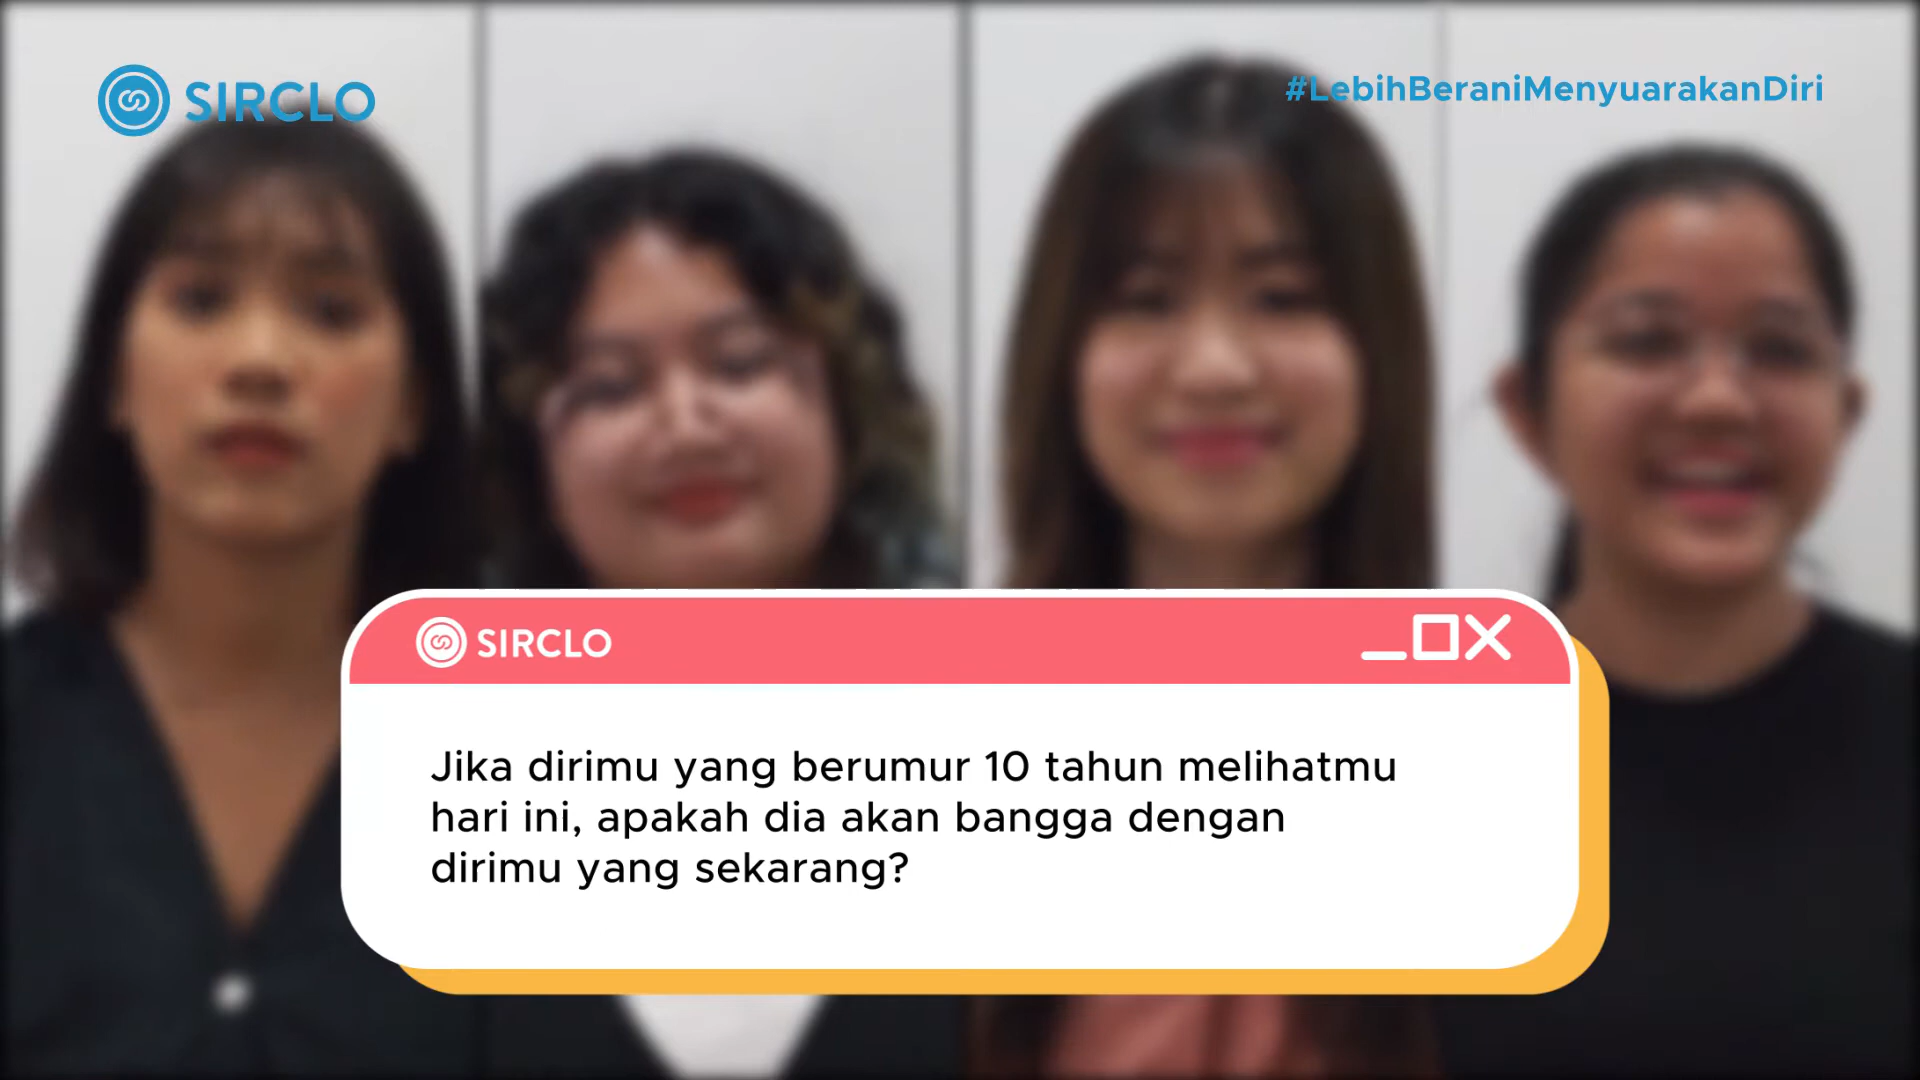 SIRCLO
#LebihBeraniMenyuarakanDiri
SIRCLO
Jika dirimu yang berumur 10 tahun melihatmu
hari ini, apakah dia akan bangga dengan
dirimu yang sekarang?